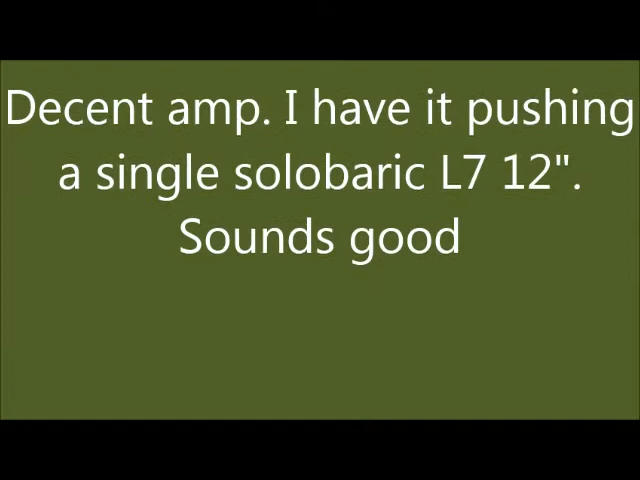 Decent amp. I have it pushing
a single solobaric L7 12".
Sounds good